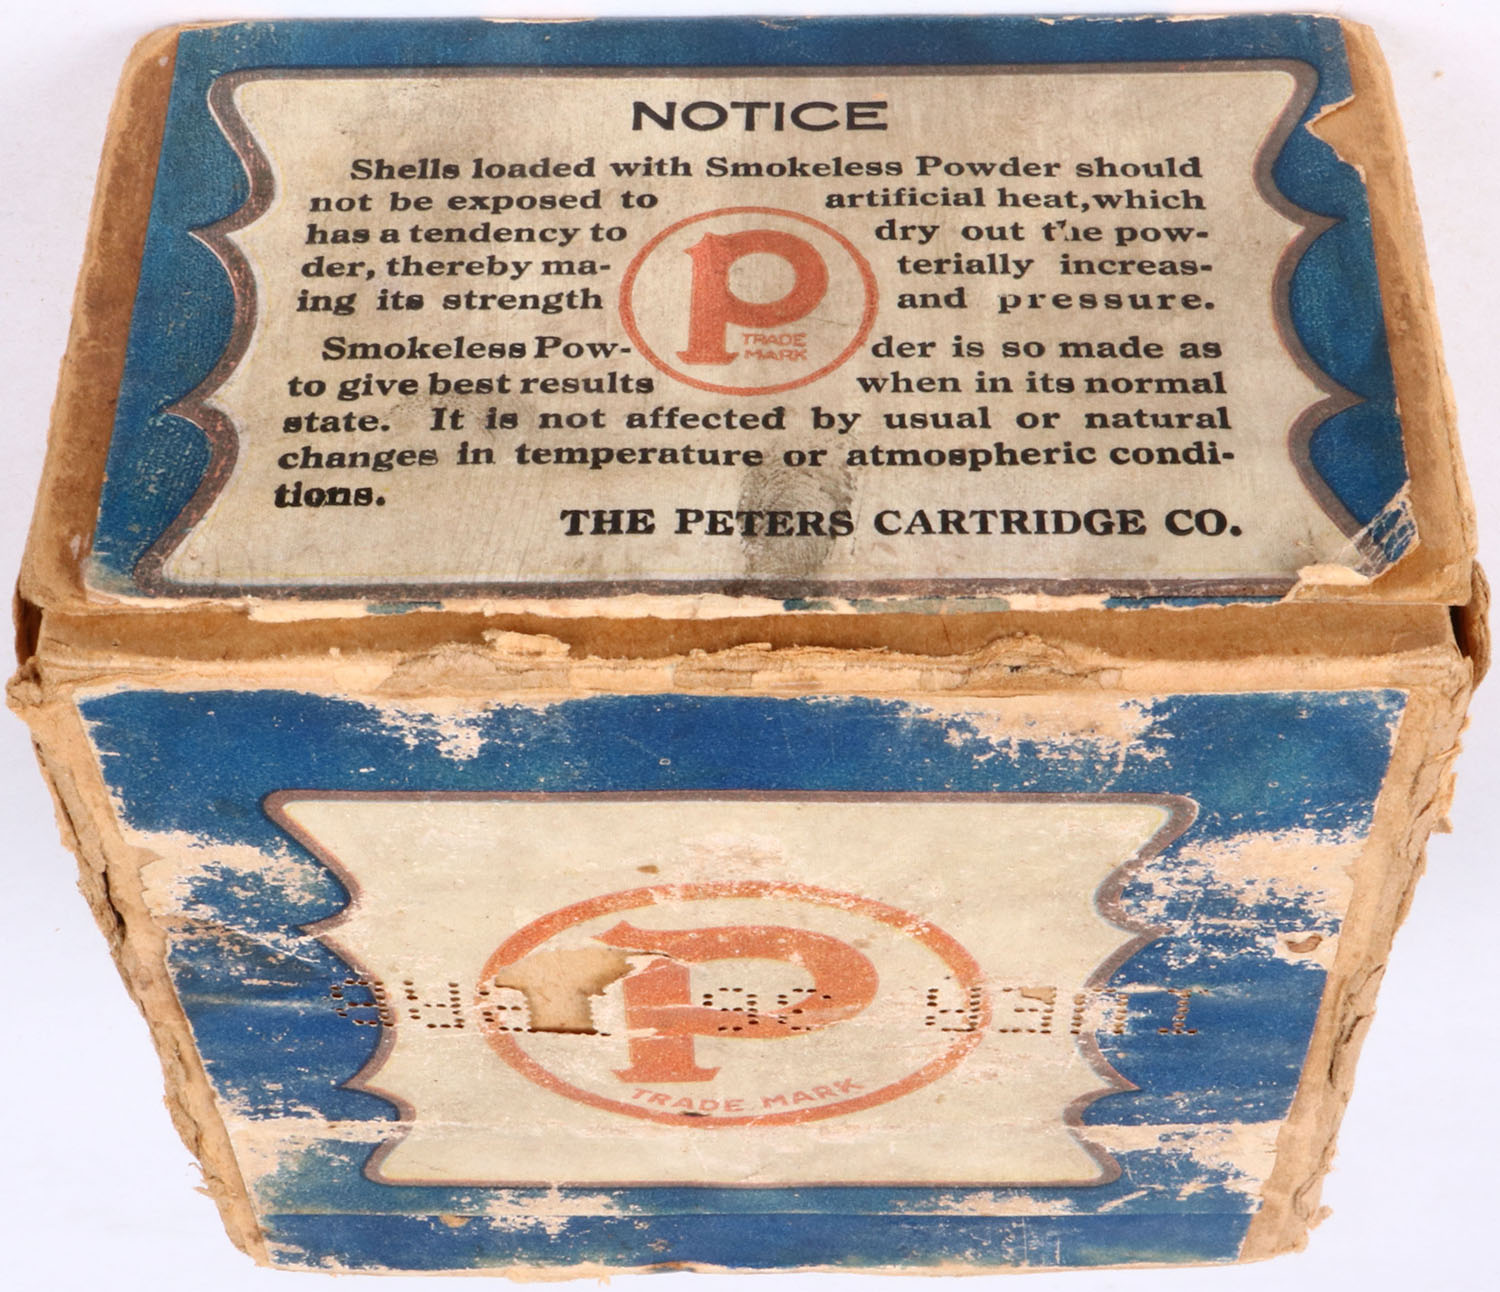 NOTICE
Shells loaded with Smokeless Powder should
not be exposed to artificial heat, which
has a tendency to dry out the pow-
der, thereby ma- terially increas-
ing its strength and pressure.
P
TRADE
MARK
Smokeless Pow- der is so made as
to give best results when in its normal
state. It is not affected by usual or natural
changes in temperature or atmospheric condi-
tions.
THE PETERS CARTRIDGE CO.
P
TRADE MARK